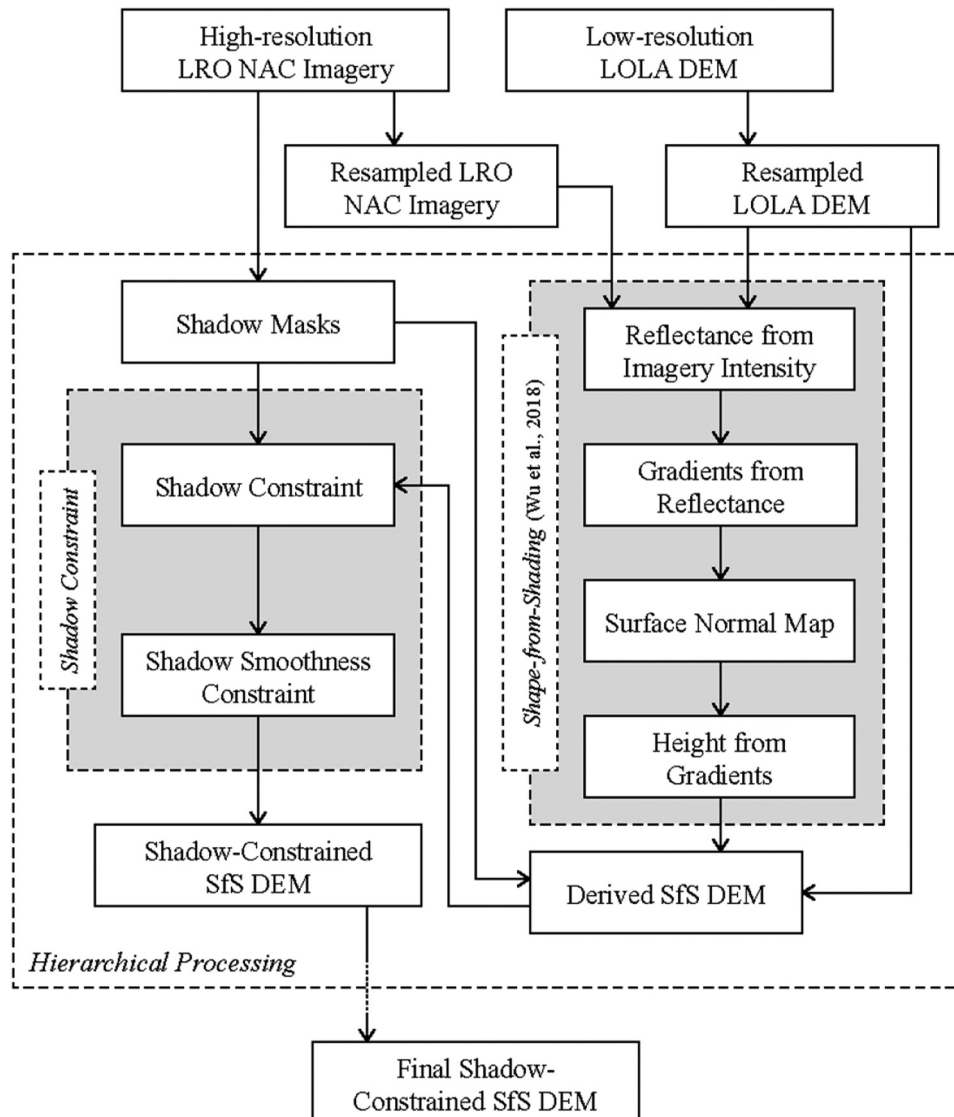 High-resolution
LRO NAC Imagery
Low-resolution
LOLA DEM
Resampled LRO
NAC Imagery
Resampled
LOLA DEM
Shadow Masks
Reflectance from
Imagery Intensity
Shadow Constraint
Shadow Constraint
Gradients from
Reflectance
Shape-from-Shading (Wu et al., 2018)
Surface Normal Map
Shadow Smoothness
Constraint
Height from
Gradients
Shadow-Constrained
SfS DEM
Derived SfS DEM
Hierarchical Processing
Final Shadow-
Constrained SfS DEM